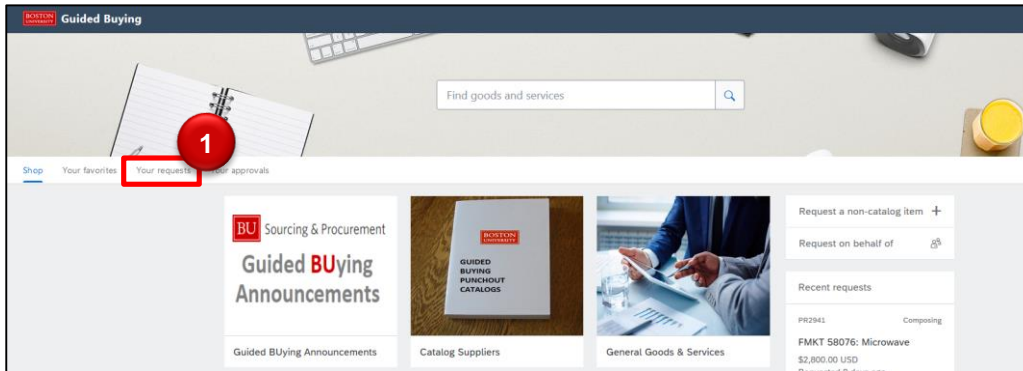 BOSTON
UNIVERSITY
Guided Buying
Find goods and services
1
Shop Your favorites Your requests Your approvals
BU Sourcing & Procurement
Guided BUying
Announcements
Guided BUying Announcements
BOSTON
UNIVERSITY
GUIDED
BUYING
PUNCHOUT
CATALOGS
Catalog Suppliers
General Goods & Services
Request a non-catalog item +
Request on behalf of
Recent requests
PR2941 Composing
FMKT 58076: Microwave
$2,800.00 USD